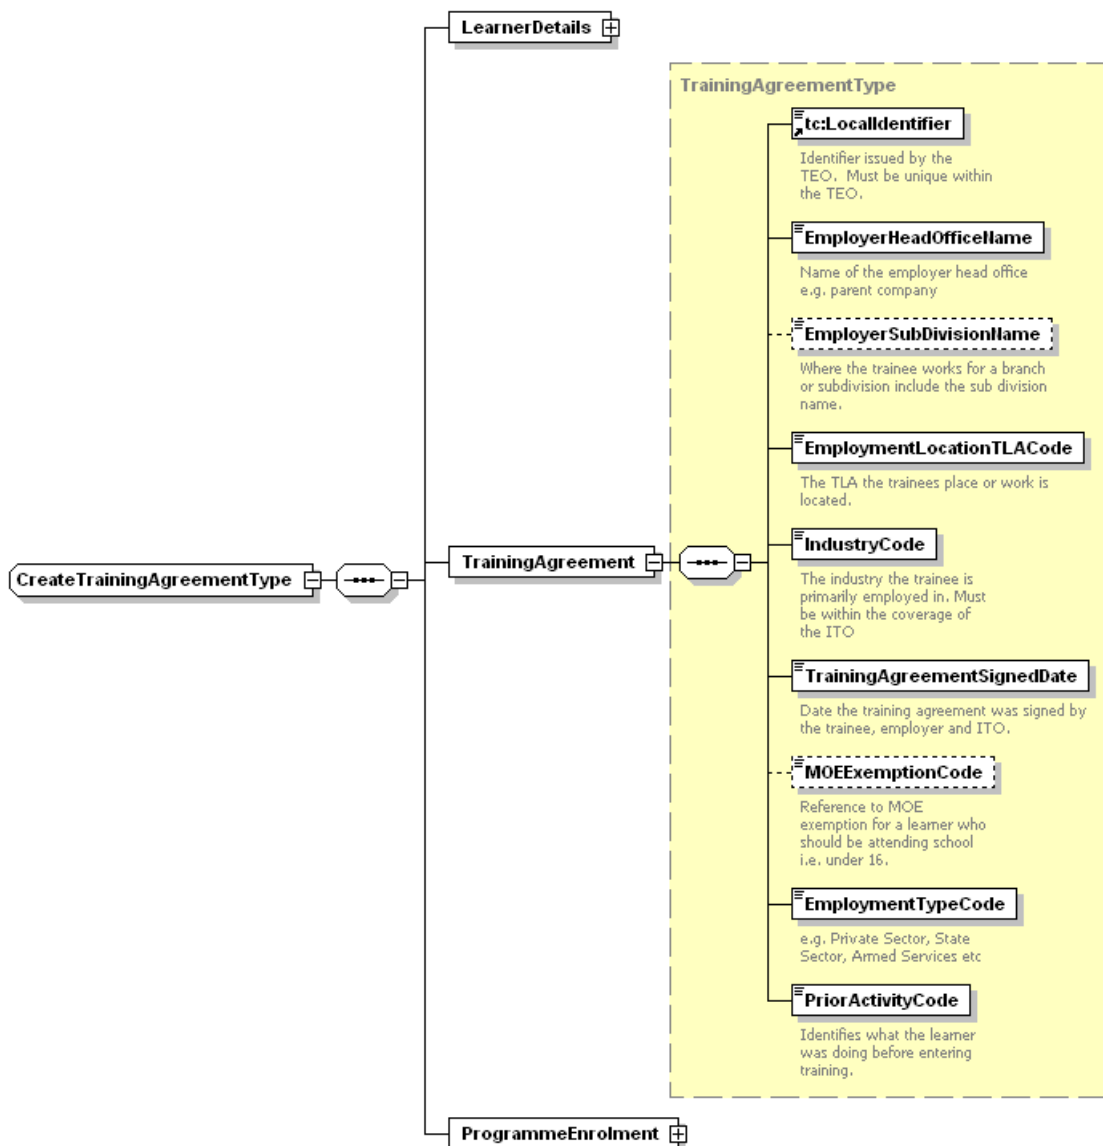 LearnerDetails
TrainingAgreementType
tc:LocalIdentifier
Identifier issued by the
TEO.  Must be unique within
the TEO.
EmployerHeadOfficeName
Name of the employer head office
e.g. parent company
EmployerSubDivisionName
Where the trainee works for a branch
or subdivision include the sub division
name.
EmploymentLocationTLACode
The TLA the trainees place or work is
located.
IndustryCode
The industry the trainee is
primarily employed in. Must
be within the coverage of
the ITO
CreateTrainingAgreementType
TrainingAgreement
TrainingAgreementSignedDate
Date the training agreement was signed by
the trainee, employer and ITO.
MOEExemptionCode
Reference to MOE
exemption for a learner who
should be attending school
i.e. under 16.
EmploymentTypeCode
e.g. Private Sector, State
Sector, Armed Services etc
PriorActivityCode
Identifies what the learner
was doing before entering
training.
ProgrammeEnrolment